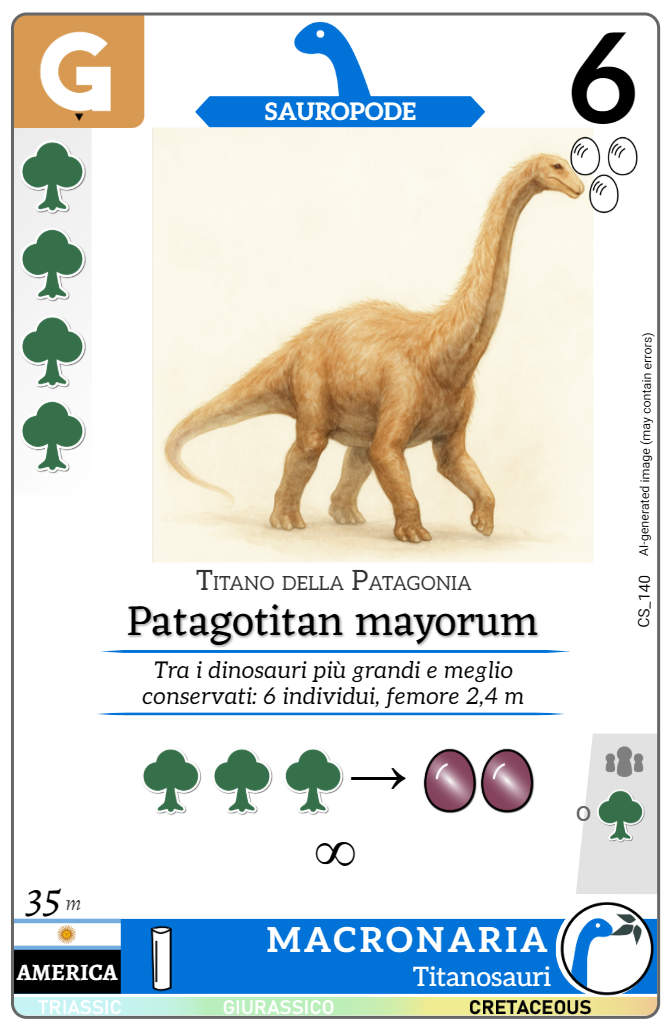 G
SAUROPODE
6
AI-generated image (may contain errors)
CS_140
Titano della Patagonia
Patagotitan mayorum
Tra i dinosauri più grandi e meglio
conservati: 6 individui, femore 2,4 m
∞
o
35 m
AMERICA
MACRONARIA
Titanosauri
TRIASSIC GIURASSICO CRETACEOUS